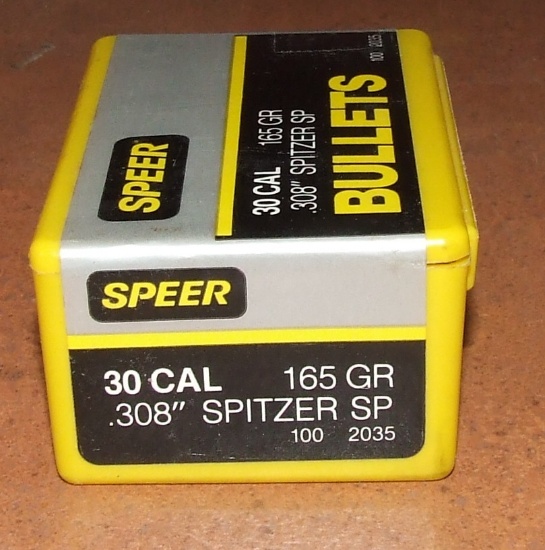 SPEER
30 CAL 165 GR
.308" SPITZER SP
BULLETS
100 2035
SPEER
30 CAL 165 GR
.308" SPITZER SP
100 2035